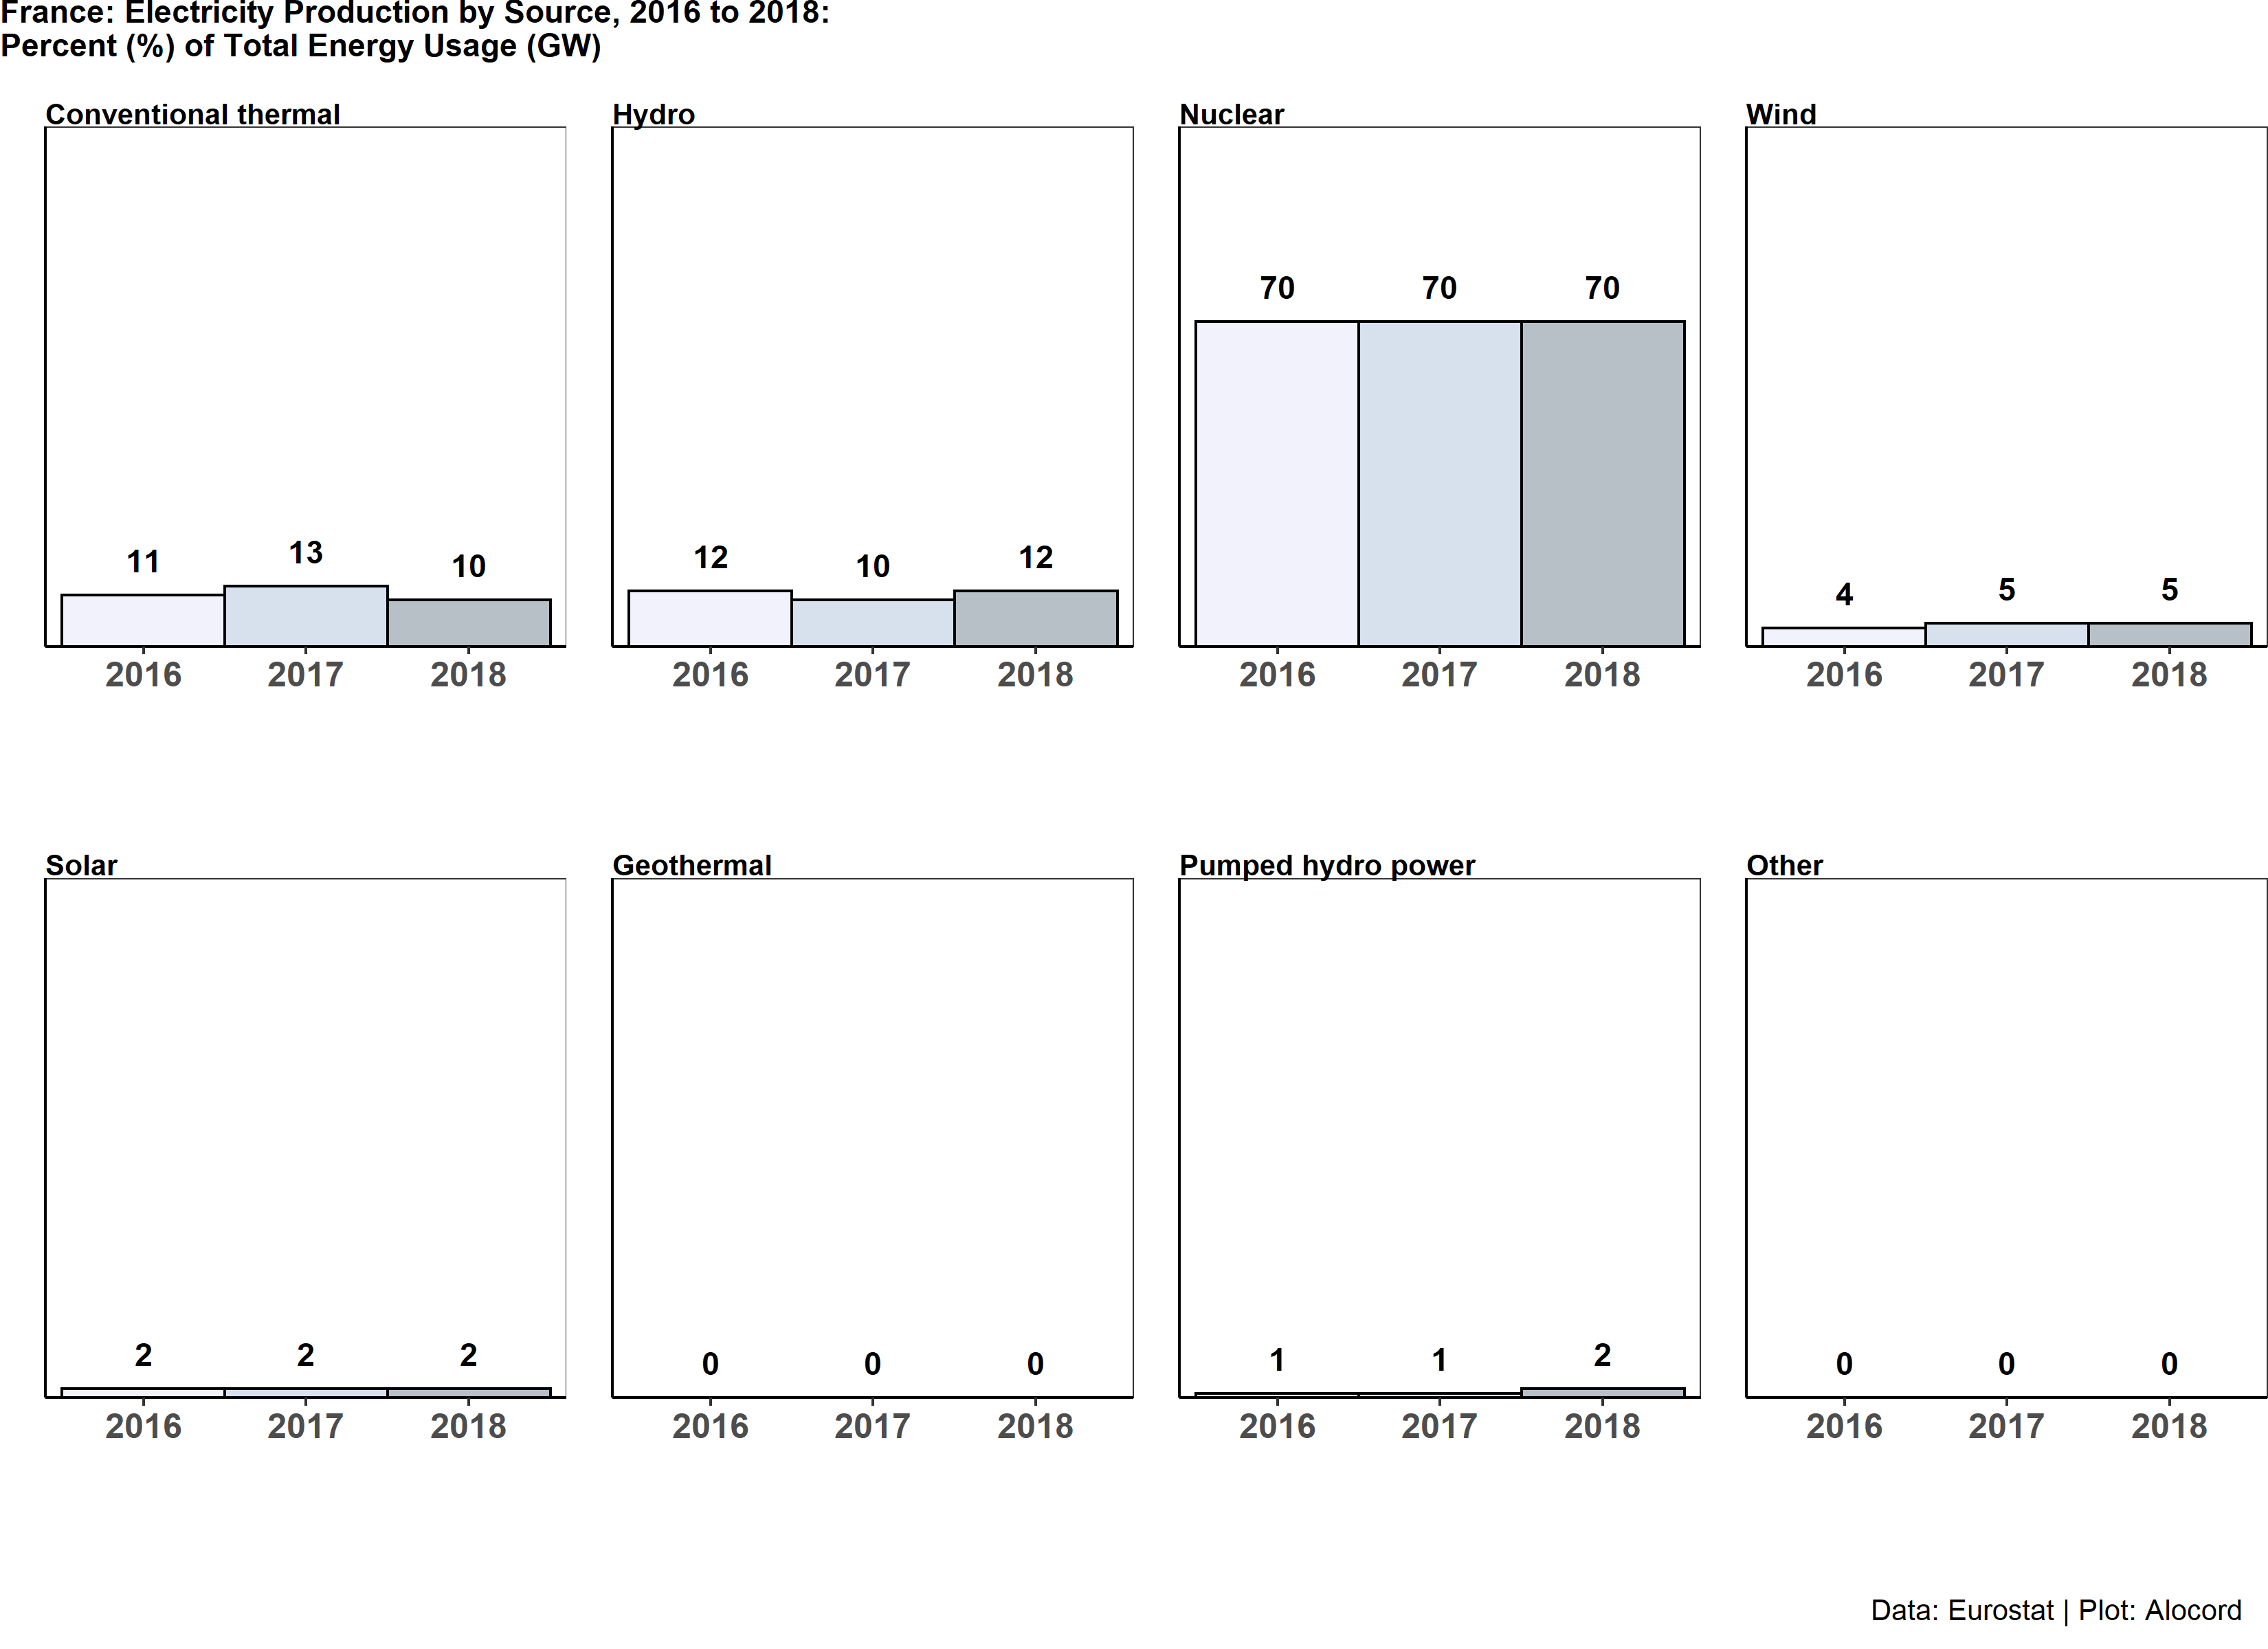 France: Electricity Production by Source, 2016 to 2018:
Percent (%) of Total Energy Usage (GW)
Conventional thermal
11 13 10
2016 2017 2018
Hydro
12 10 12
2016 2017 2018
Nuclear
70 70 70
2016 2017 2018
Wind
4 5 5
2016 2017 2018
Solar
2 2 2
2016 2017 2018
Geothermal
0 0 0
2016 2017 2018
Pumped hydro power
1 1 2
2016 2017 2018
Other
0 0 0
2016 2017 2018
Data: Eurostat | Plot: Alocord